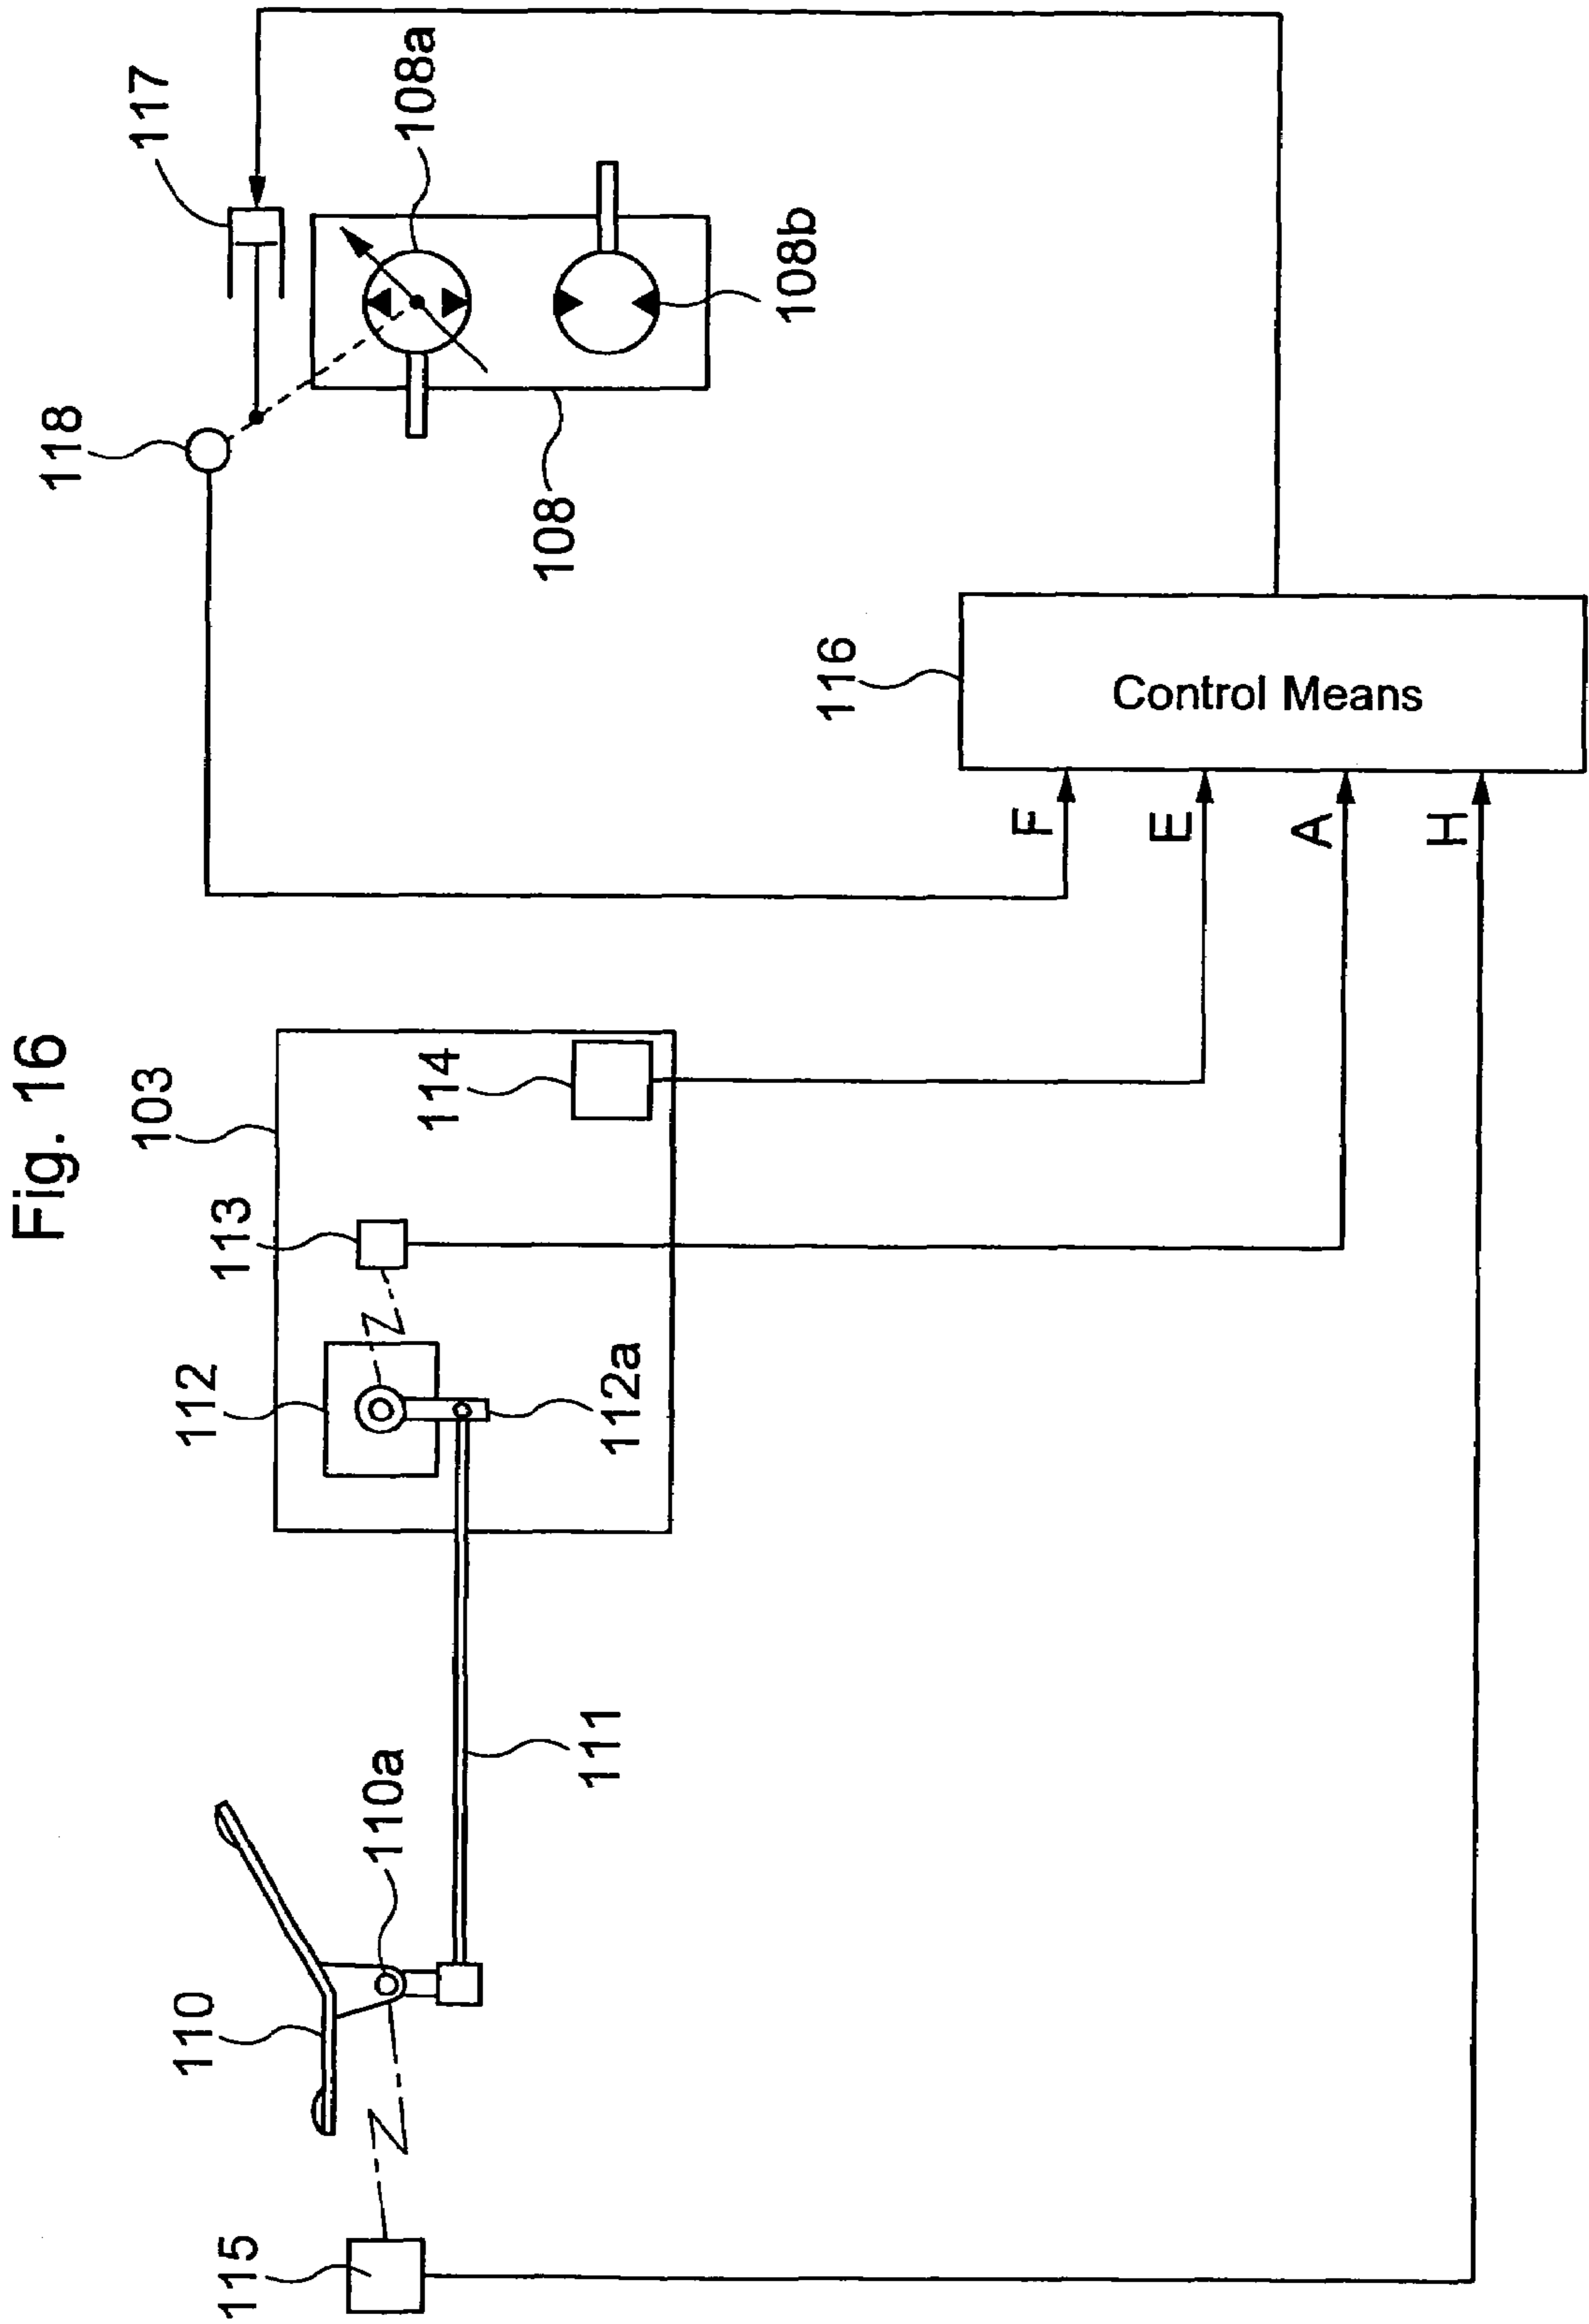 Fig. 16
118
117
108a
108b
108
103
112
113
114
112a
110
110a
111
115
116
Control Means
F
E
A
H